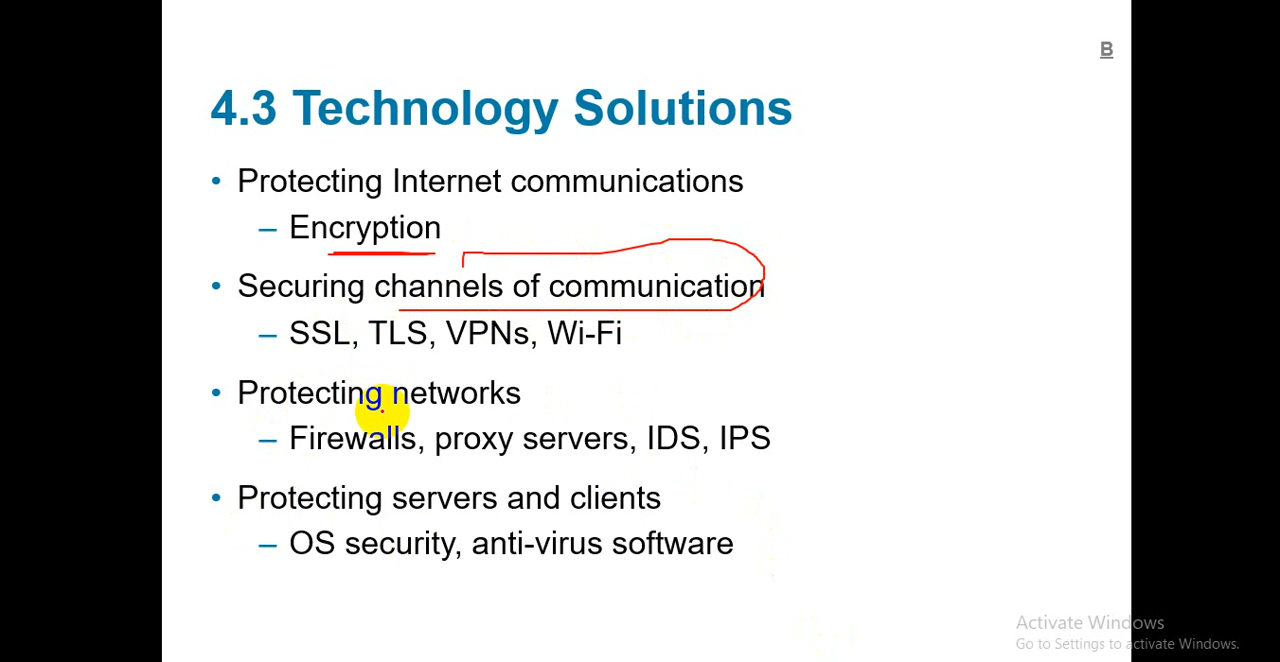 B
4.3 Technology Solutions
• Protecting Internet communications
– Encryption
• Securing channels of communication
– SSL, TLS, VPNs, Wi-Fi
• Protecting networks
– Firewalls, proxy servers, IDS, IPS
• Protecting servers and clients
– OS security, anti-virus software
Activate Windows
Go to Settings to activate Windows.